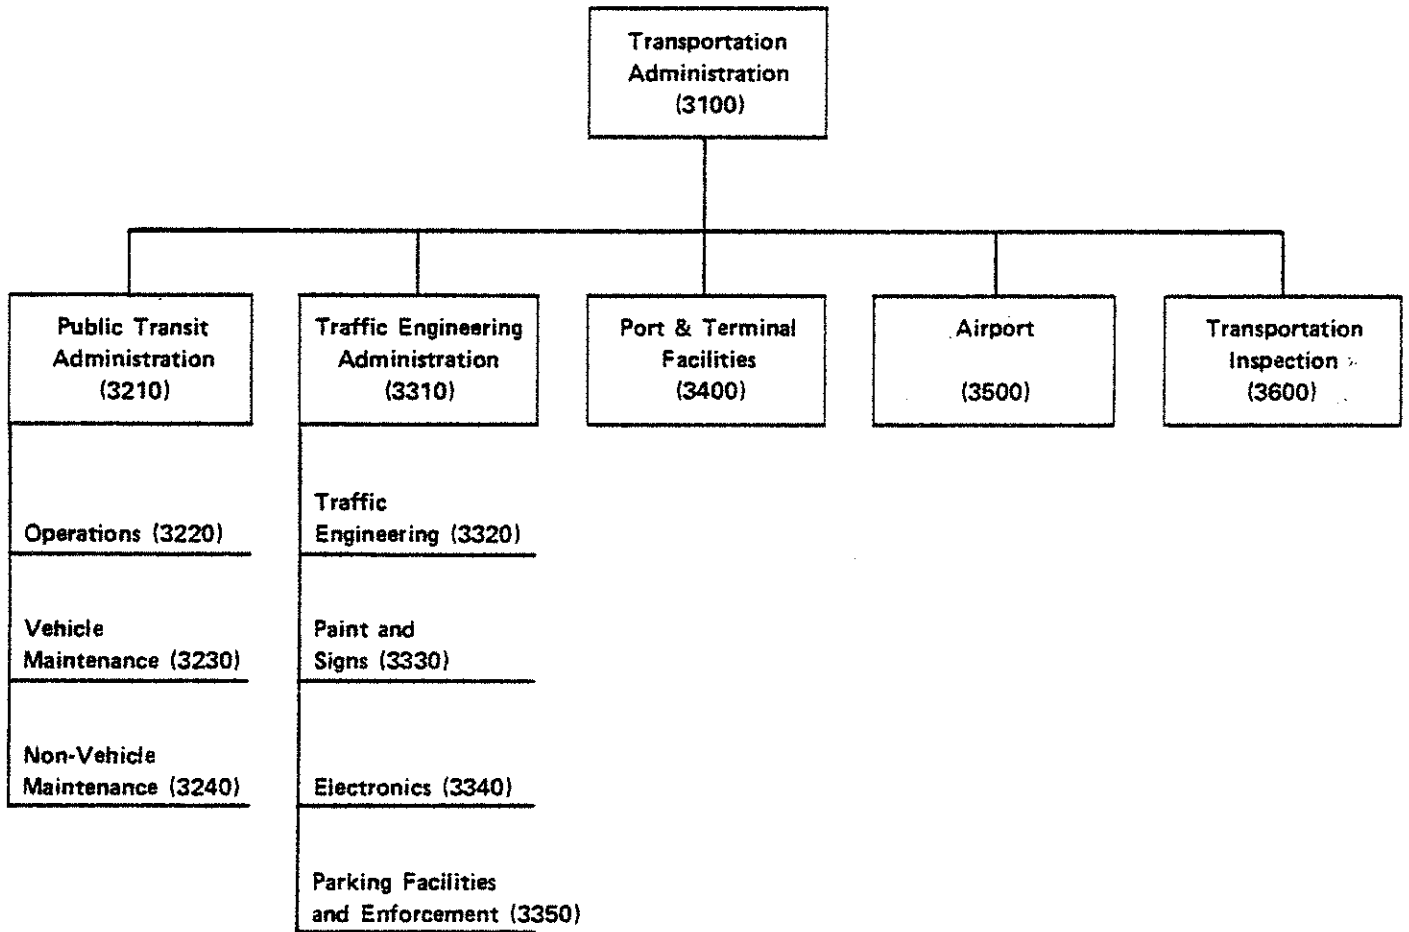 Transportation
Administration
(3100)
Public Transit
Administration
(3210)
Traffic Engineering
Administration
(3310)
Port & Terminal
Facilities
(3400)
Airport
(3500)
Transportation
Inspection
(3600)
Operations (3220)
Vehicle
Maintenance (3230)
Non-Vehicle
Maintenance (3240)
Traffic
Engineering (3320)
Paint and
Signs (3330)
Electronics (3340)
Parking Facilities
and Enforcement (3350)